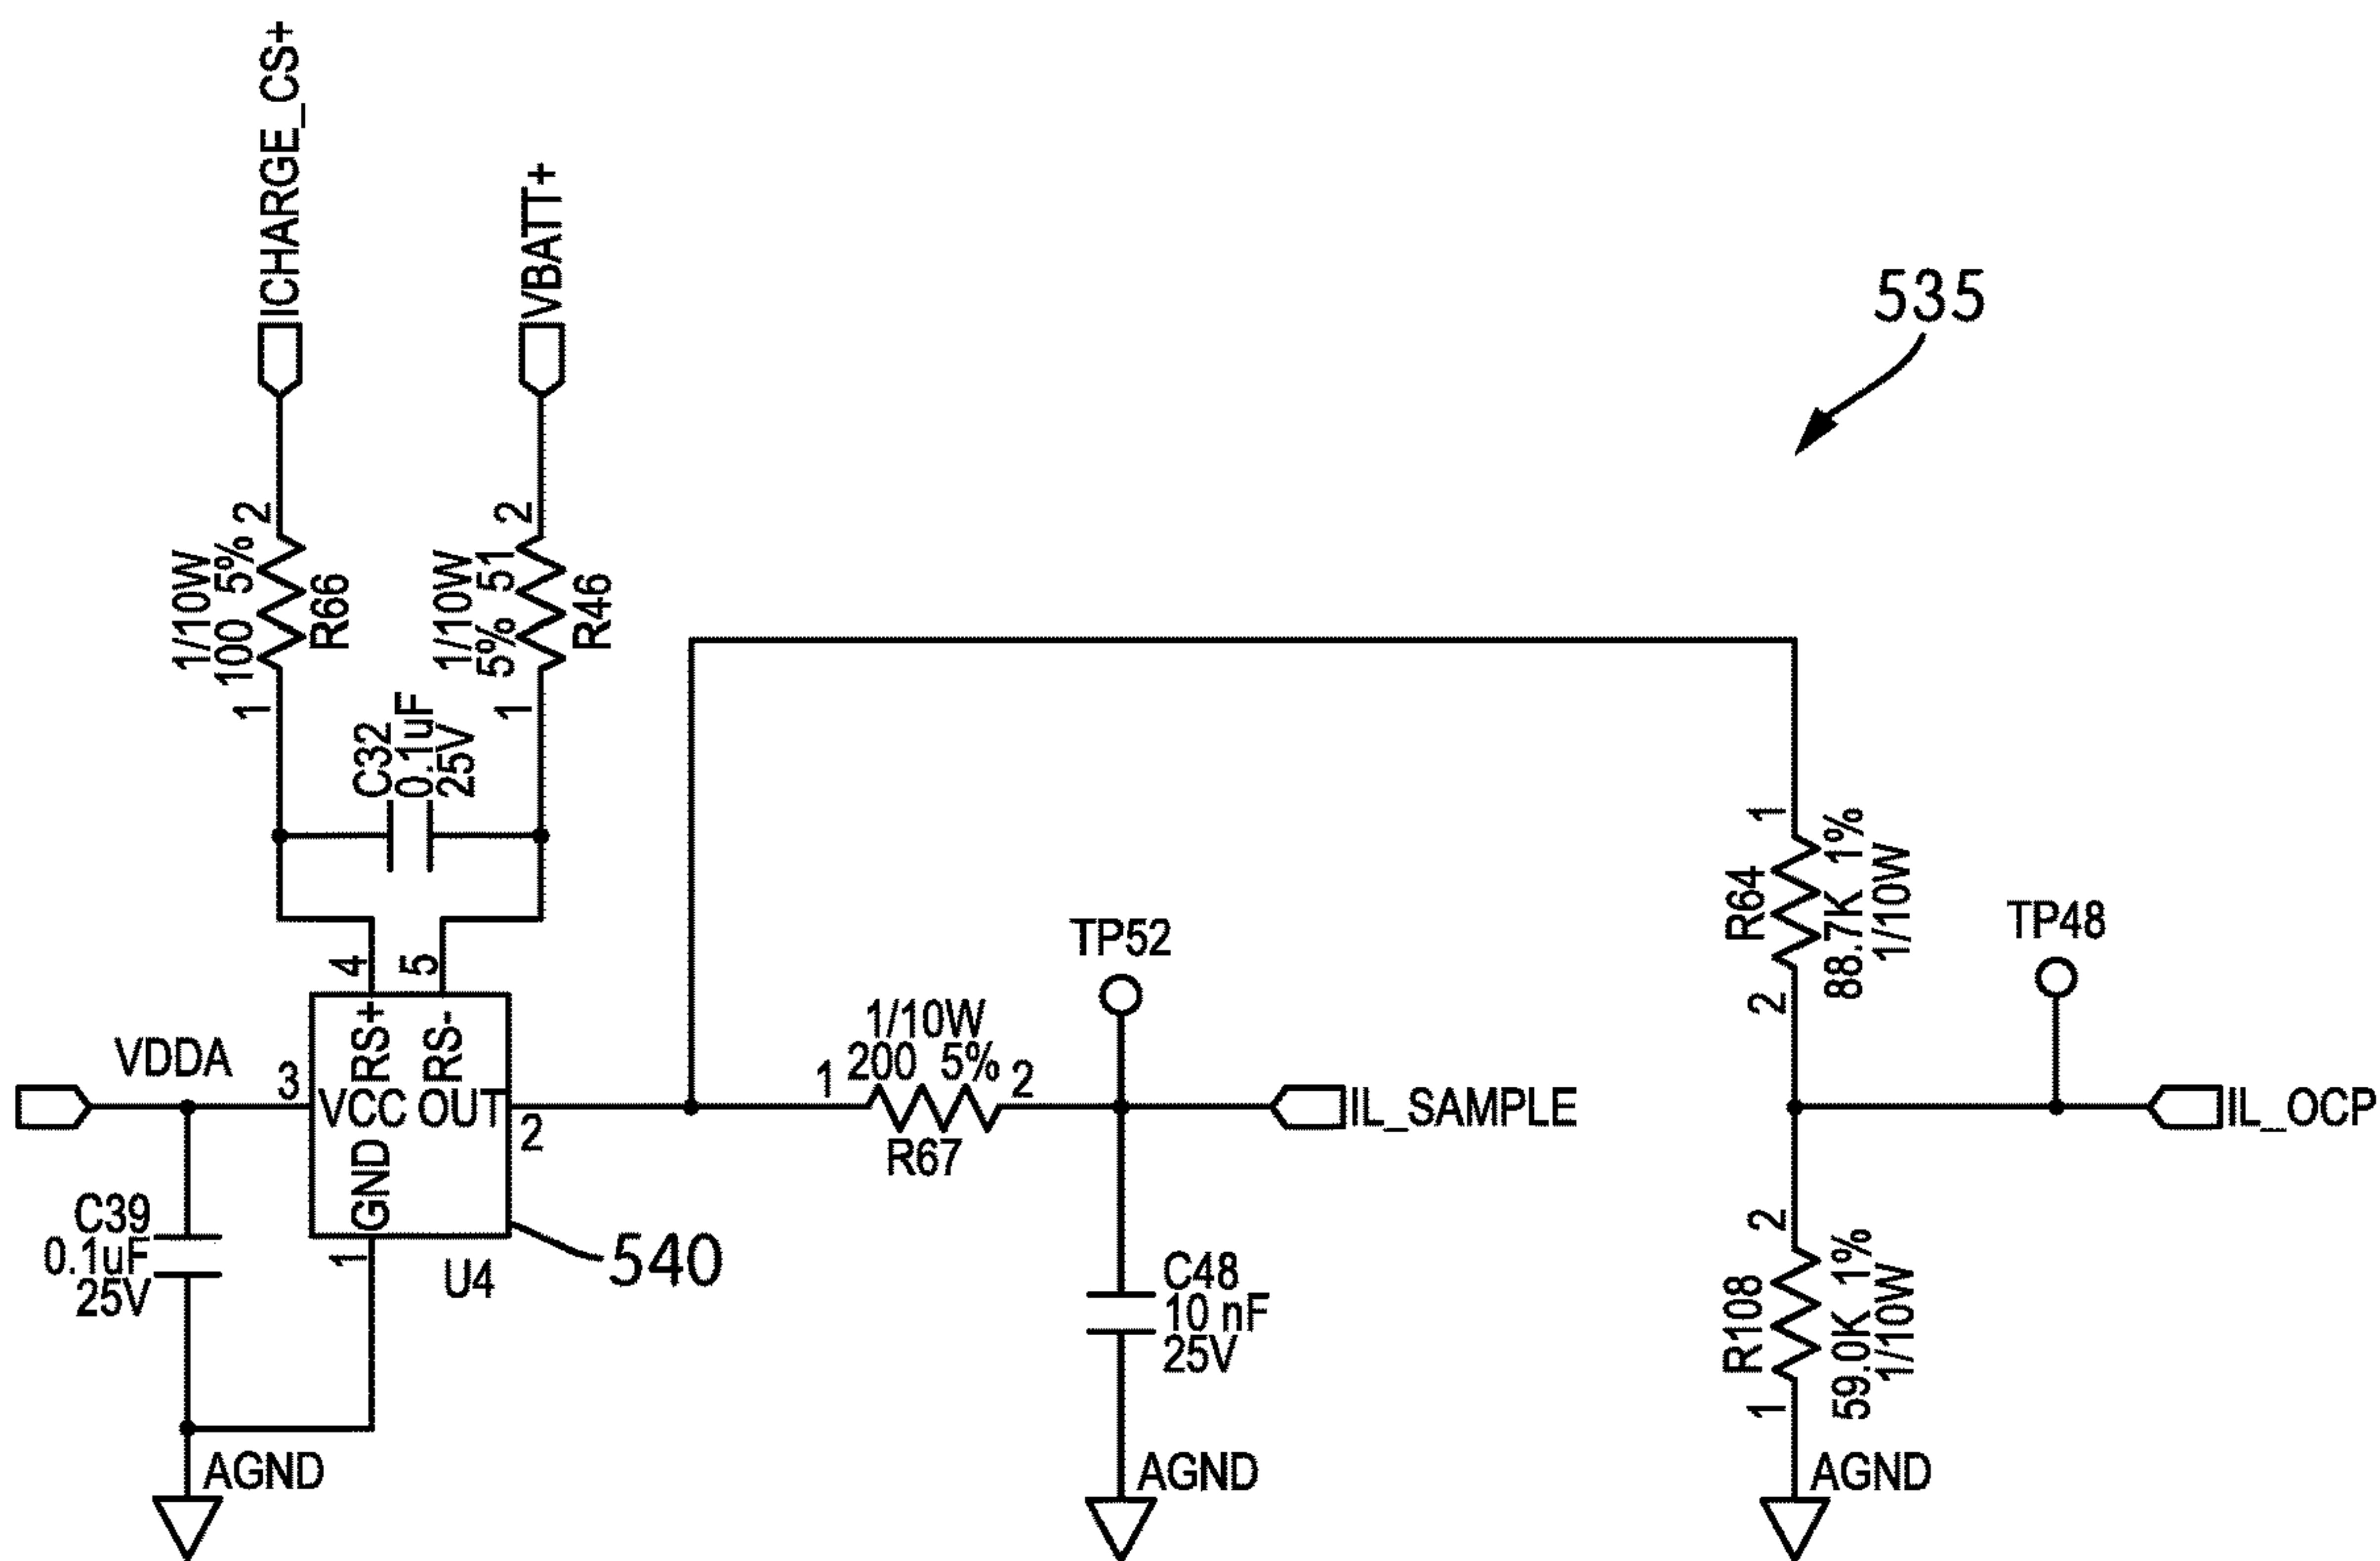 ICHARGE_CS+
VBATT+
535
2
1/10W
100 5%
R66
1
2
1/10W
5% 51
R46
1
C32
0.1uF
25V
4
5
RS+
RS-
VDDA
3
VCC
OUT
2
GND
1
U4
540
C39
0.1uF
25V
AGND
1/10W
200 5%
1
2
R67
TP52
IL_SAMPLE
C48
10 nF
25V
AGND
1
R64
88.7K 1%
1/10W
2
TP48
IL_OCP
2
R108
59.0K 1%
1/10W
1
AGND